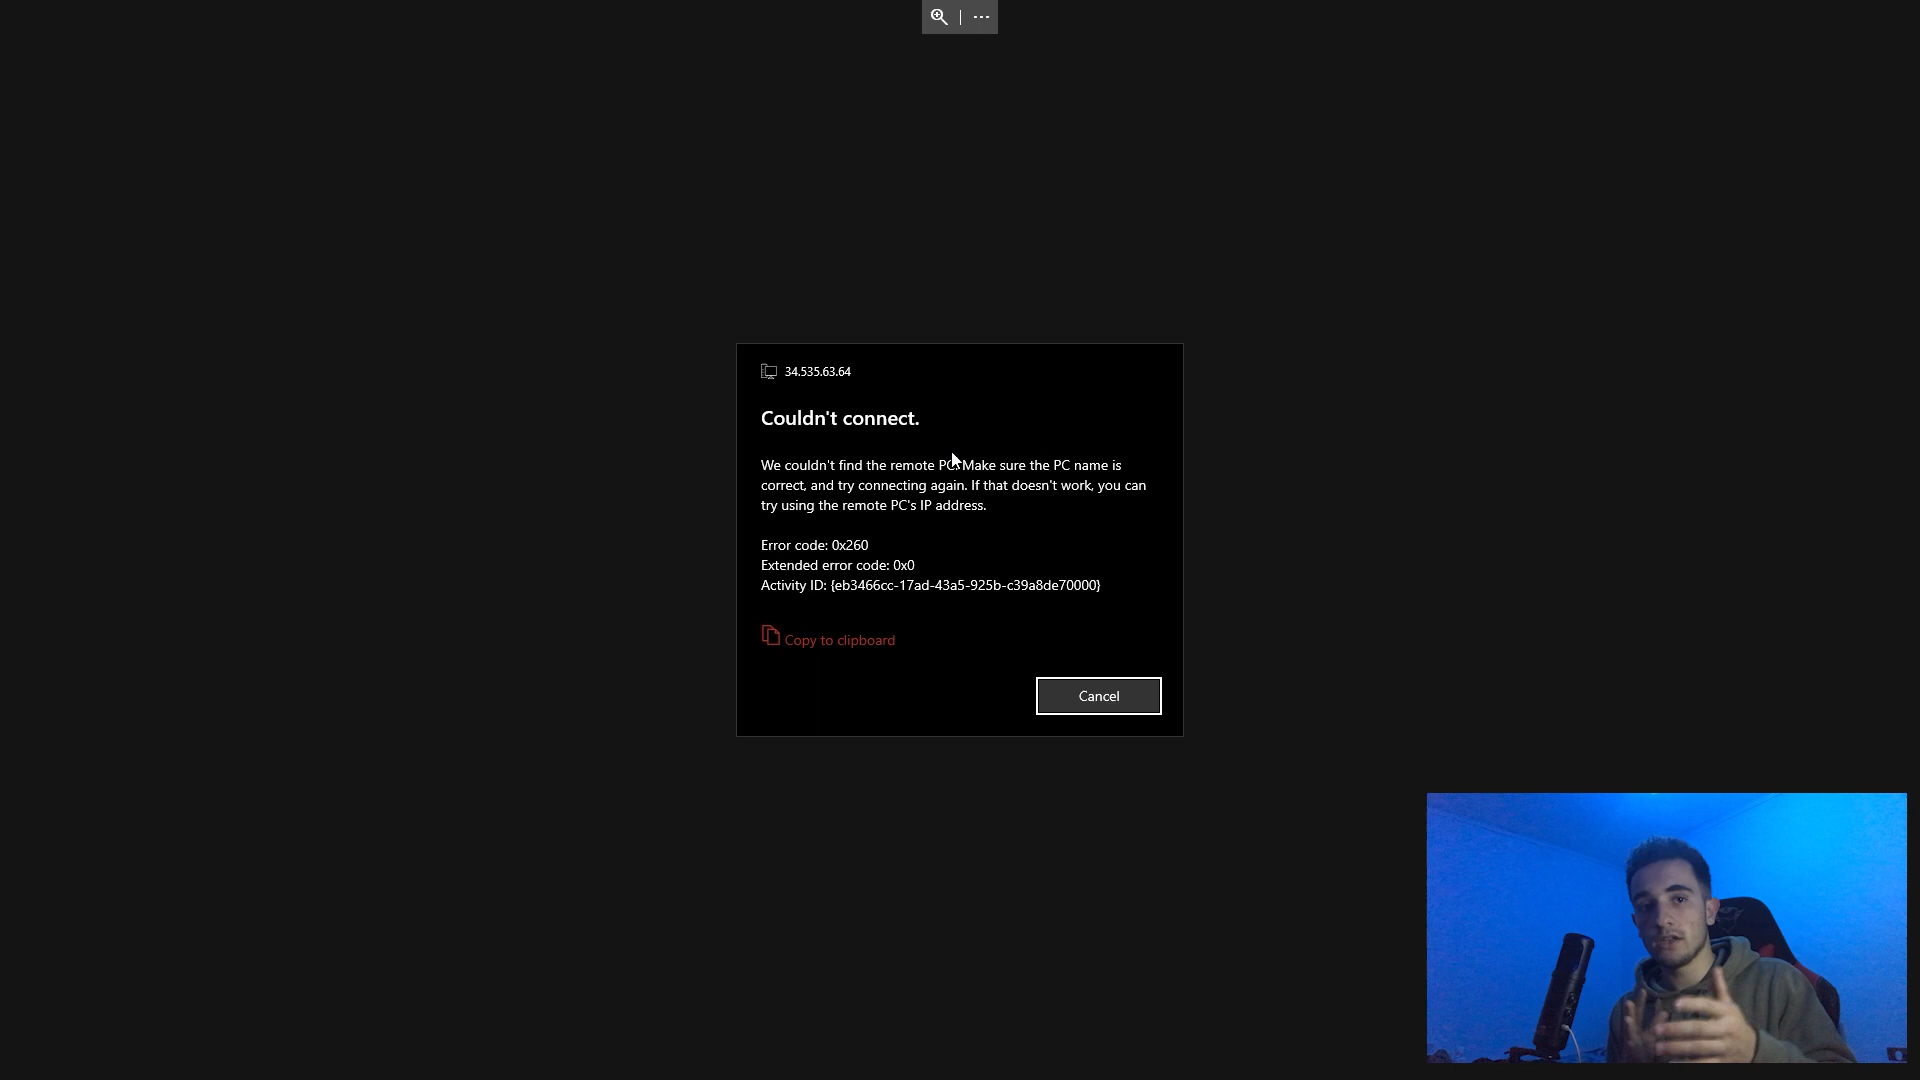 34.535.63.64
Couldn't connect.
We couldn't find the remote PC. Make sure the PC name is
correct, and try connecting again. If that doesn't work, you can
try using the remote PC's IP address.
Error code: 0x260
Extended error code: 0x0
Activity ID: {eb3466cc-17ad-43a5-925b-c39a8de70000}
Copy to clipboard
Cancel